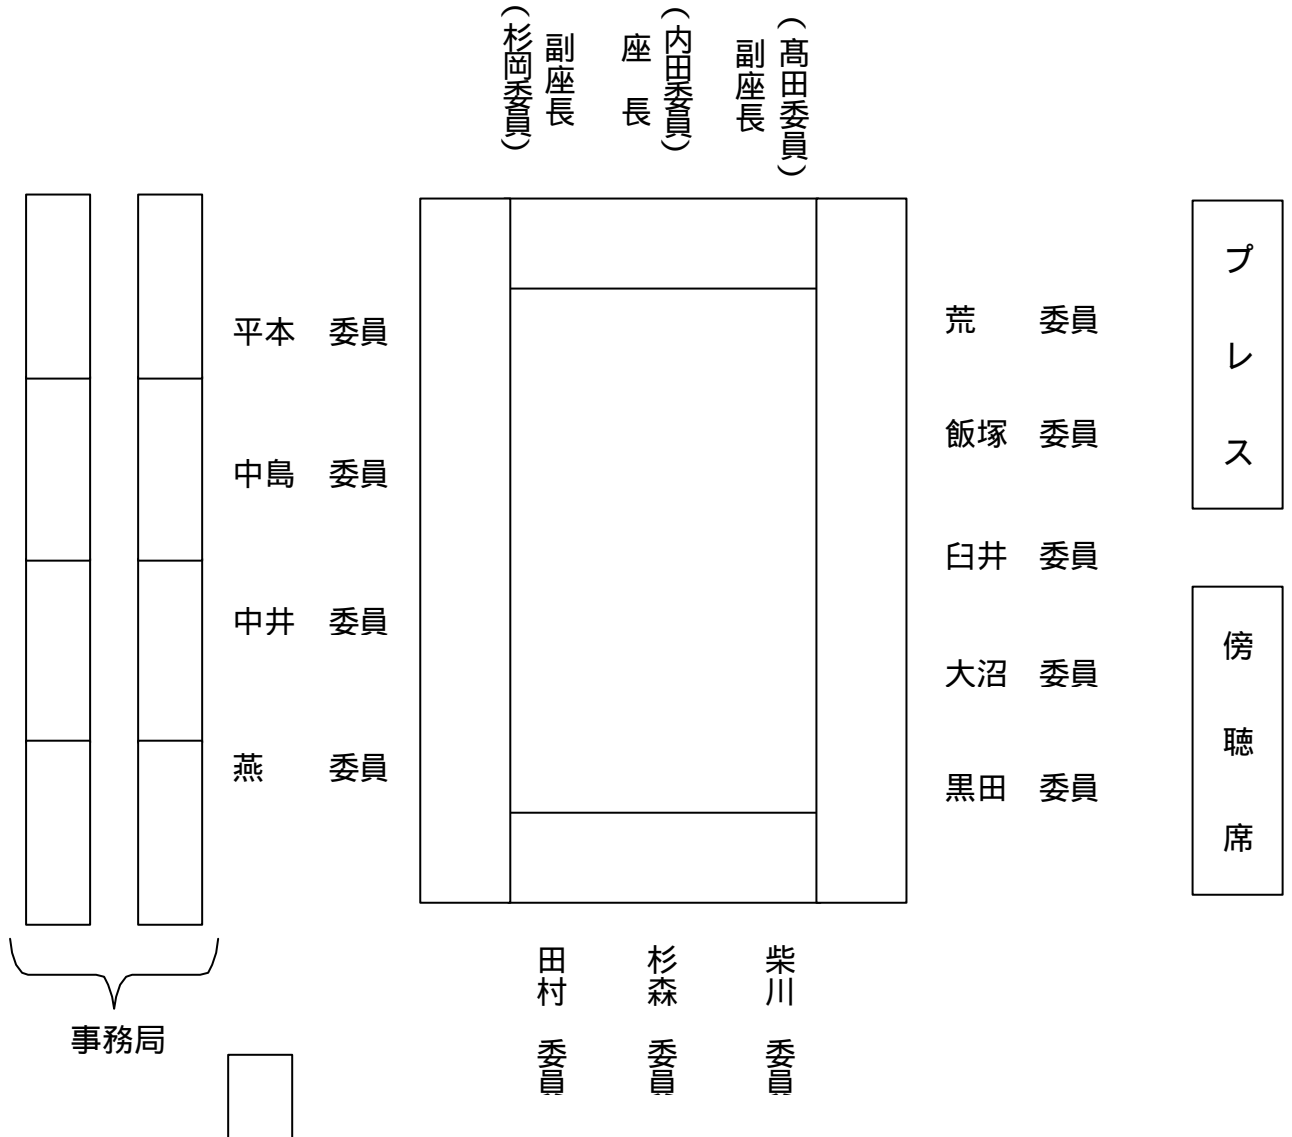 (髙田委員)
副座長
(内田委員)
座　長
副座長
(杉岡委員)
平本　委員
中島　委員
中井　委員
燕　　委員
荒　　委員
飯塚　委員
臼井　委員
大沼　委員
黒田　委員
プレス
傍聴席
柴川　委員
杉森　委員
田村　委員
事務局